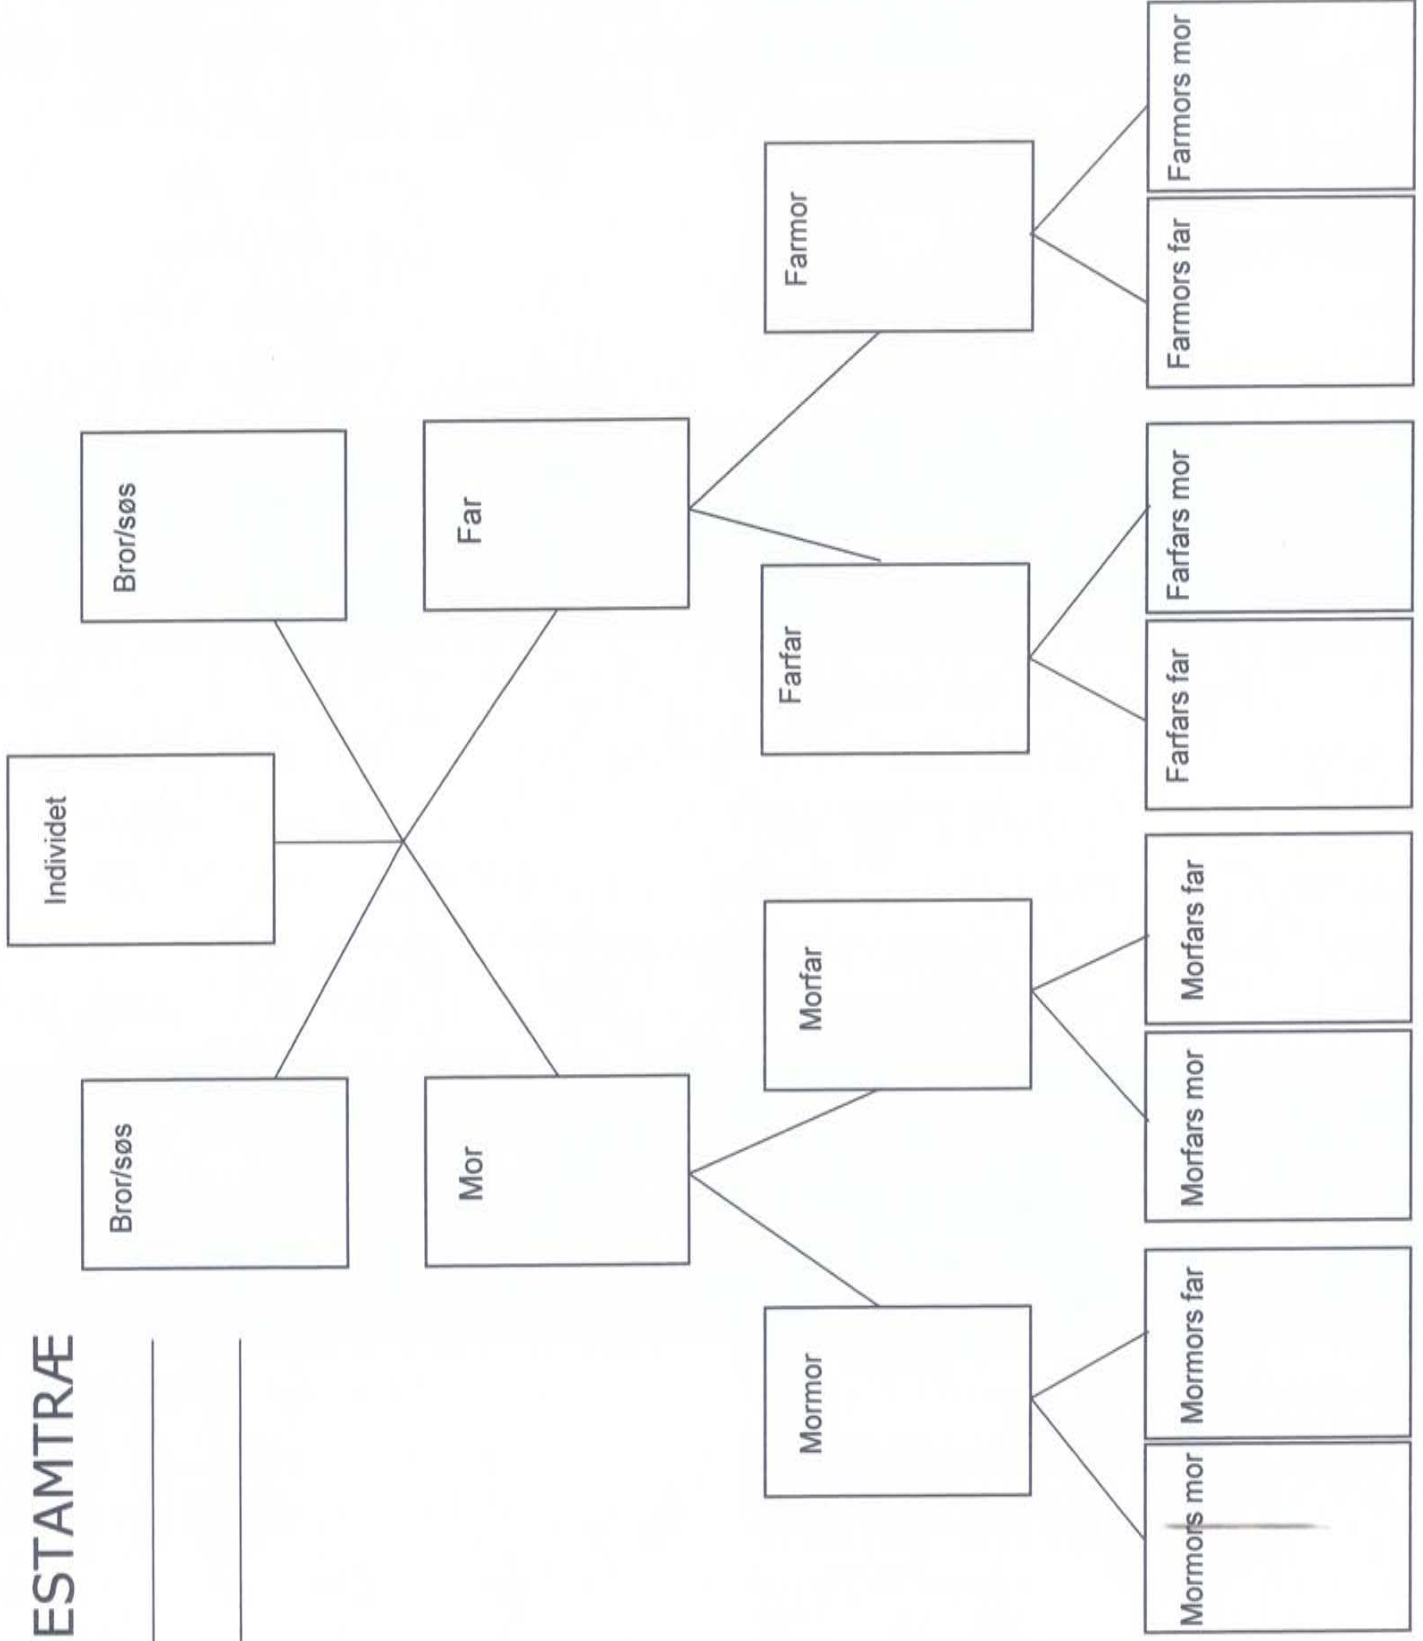 ESTAMTRÆ
Individet
Bror/søs
Bror/søs
Mor
Far
Mormor
Morfar
Farfar
Farmor
Mormors mor
Mormors far
Morfars mor
Morfars far
Farfars far
Farfars mor
Farmors far
Farmors mor